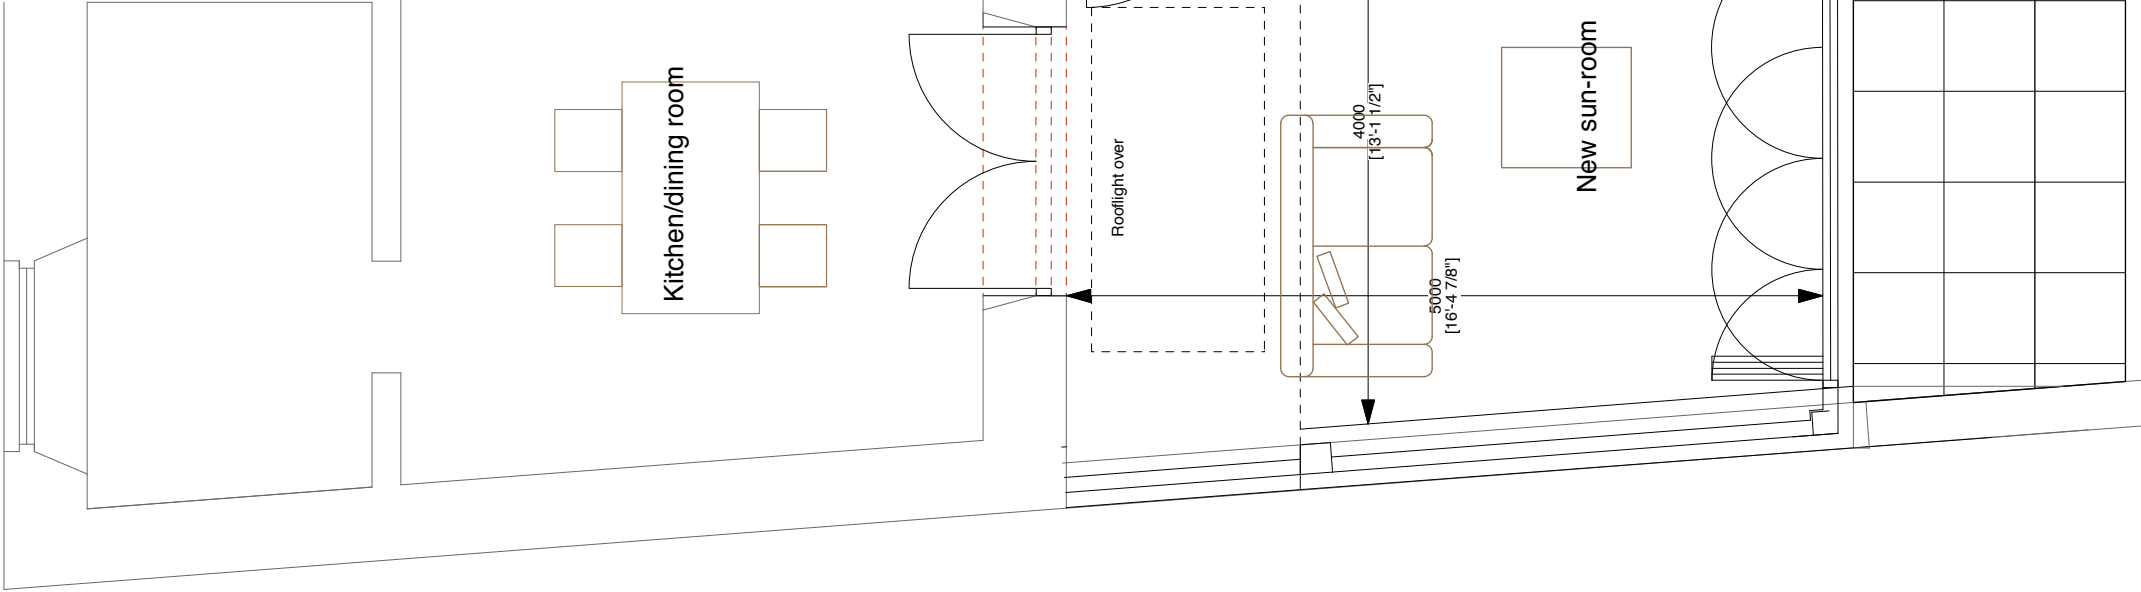 Kitchen/dining room
Rooflight over
4000
[13'-1 1/2"]
5000
[16'-4 7/8"]
New sun-room